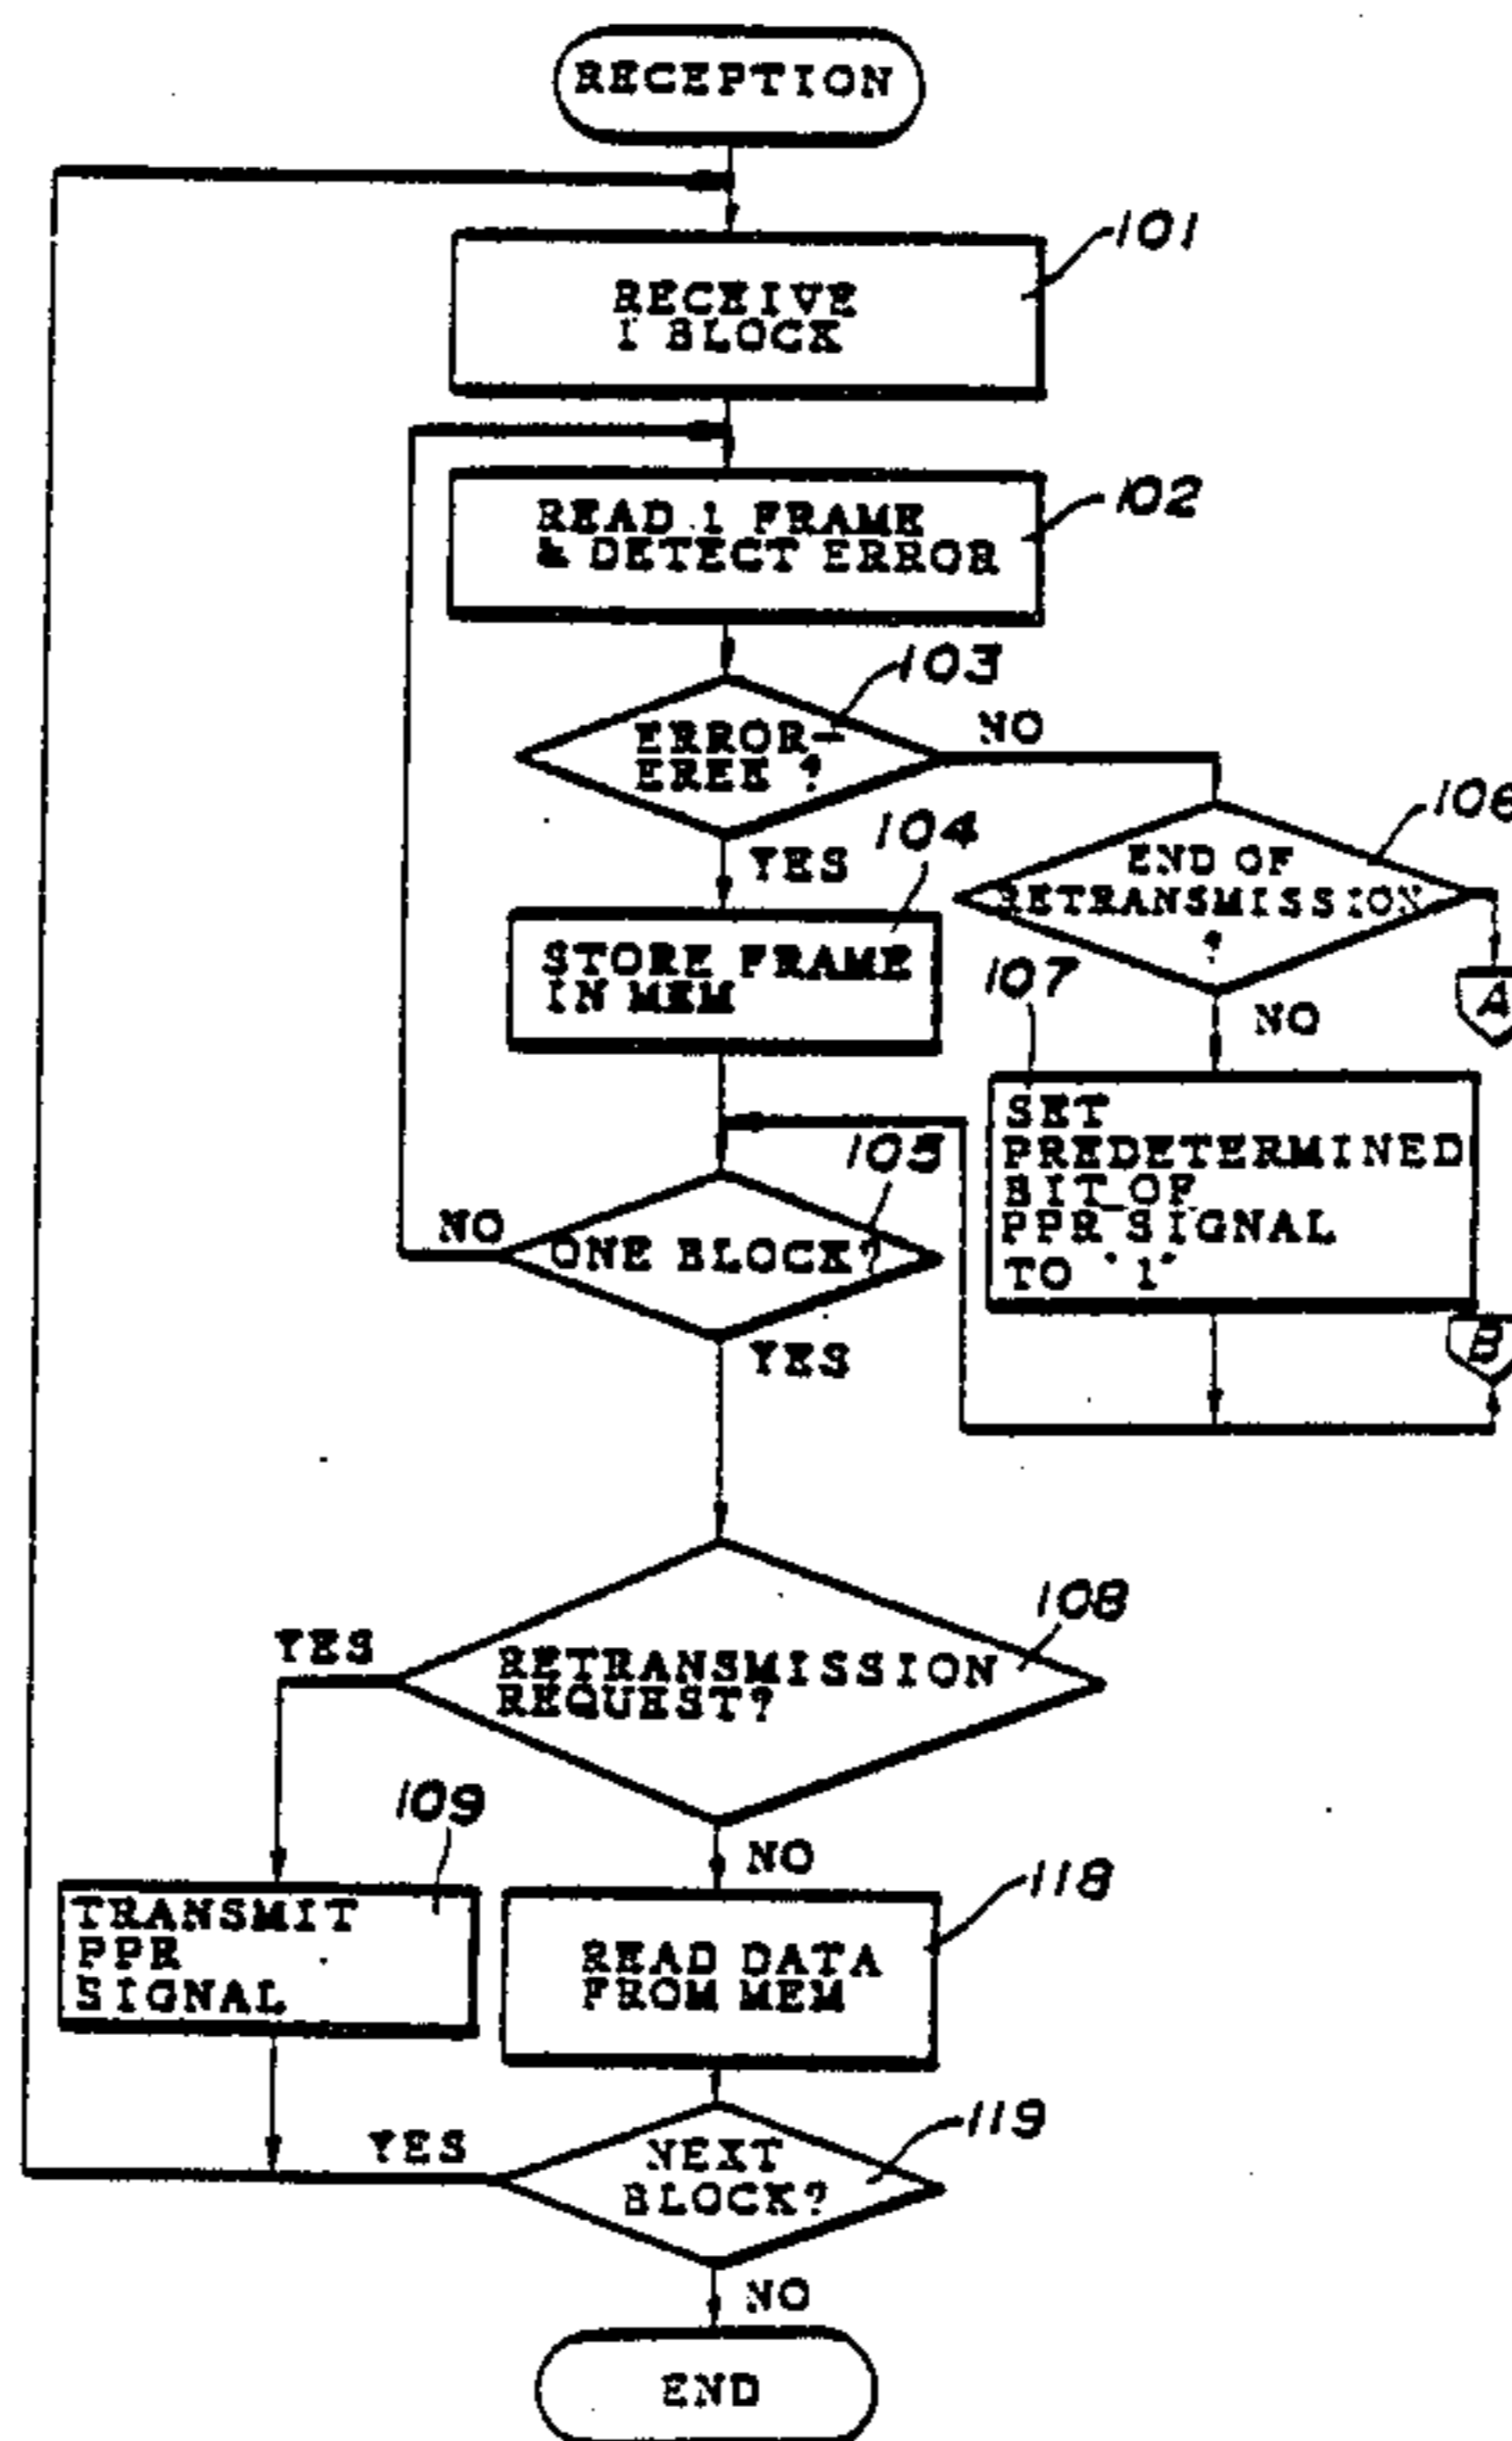 RECEPTION
101
RECEIVE
1 BLOCK
102
READ 1 FRAME
& DETECT ERROR
103
ERROR-
FREE ?
NO
YES
104
106
END OF
RETRANSMISSION
?
A
STORE FRAME
IN MEM
107
NO
SET
PREDETERMINED
BIT OF
PPR SIGNAL
TO "1"
105
NO
ONE BLOCK?
YES
B
108
YES
RETRANSMISSION
REQUEST?
109
NO
118
TRANSMIT
PPR
SIGNAL
READ DATA
FROM MEM
119
YES
NEXT
BLOCK?
NO
END